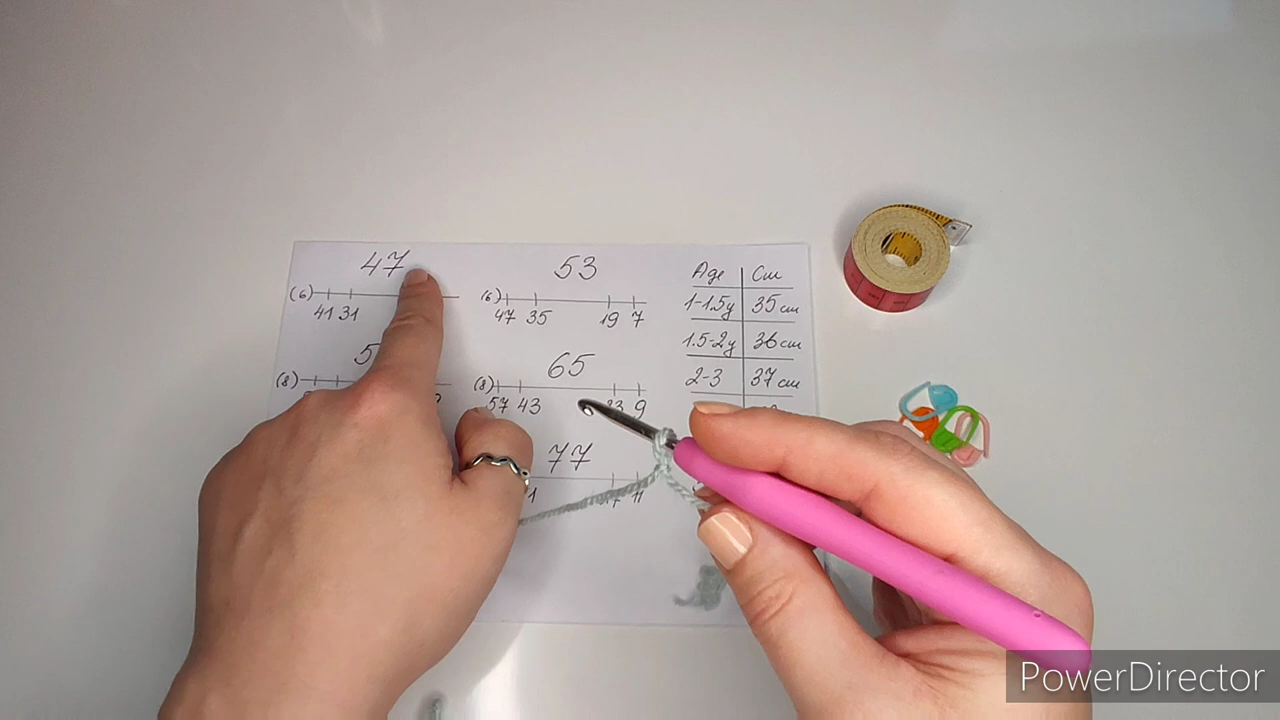 47
(6)
41 31
53
(6)
47 35 19 7
(8)
65
(8)
57 43 9
77
11
Age Cm
1-1.5y 35 cm
1.5-2y 36 cm
2-3 37 cm
PowerDirector